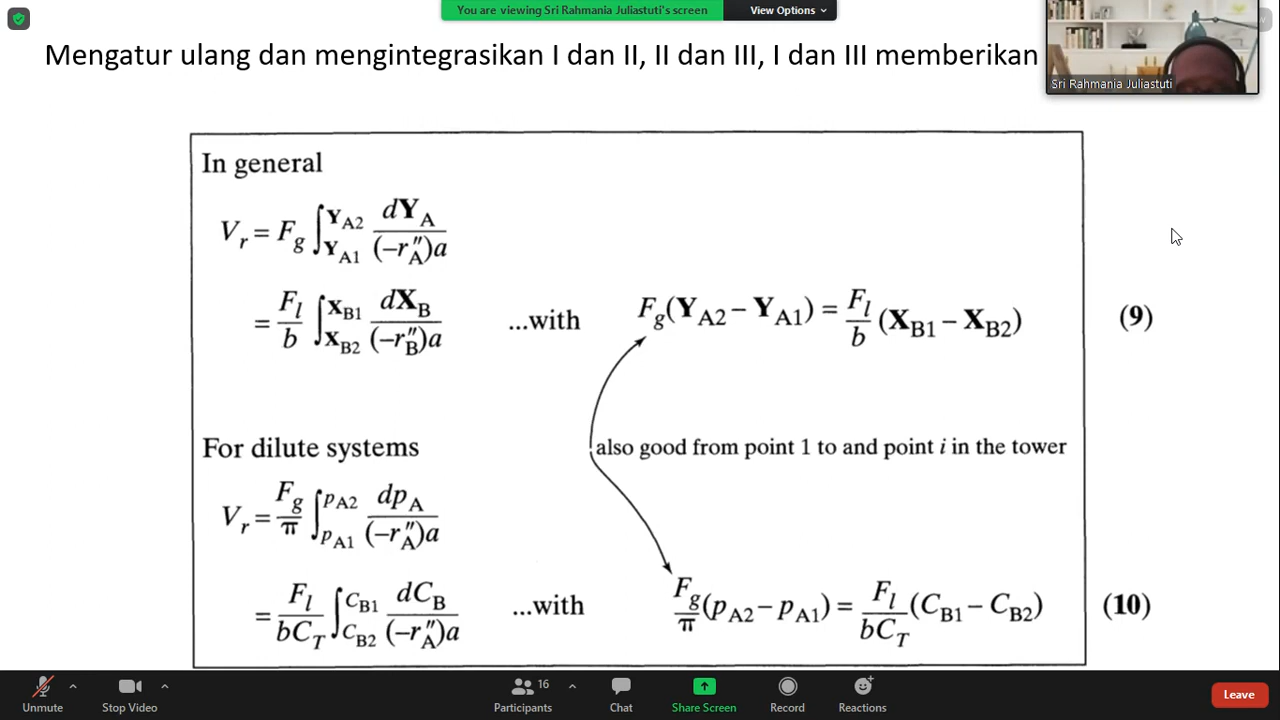 You are viewing Sri Rahmania Juliastuti's screen
View Options
Mengatur ulang dan mengintegrasikan I dan II, II dan III, I dan III memberikan
Sri Rahmania Juliastuti
In general
V_r = F_g ∫_{Y_A1}^{Y_A2} dY_A / (−r″_A)a
= F_l/b ∫_{X_B2}^{X_B1} dX_B / (−r″_B)a ...with F_g(Y_A2 − Y_A1) = F_l/b (X_B1 − X_B2) (9)
For dilute systems
also good from point 1 to and point i in the tower
V_r = F_g/π ∫_{p_A1}^{p_A2} dp_A / (−r″_A)a
= F_l/bC_T ∫_{C_B2}^{C_B1} dC_B / (−r″_A)a ...with F_g/π (p_A2 − p_A1) = F_l/bC_T (C_B1 − C_B2) (10)
Unmute
Stop Video
16
Participants
Chat
Share Screen
Record
Reactions
Leave